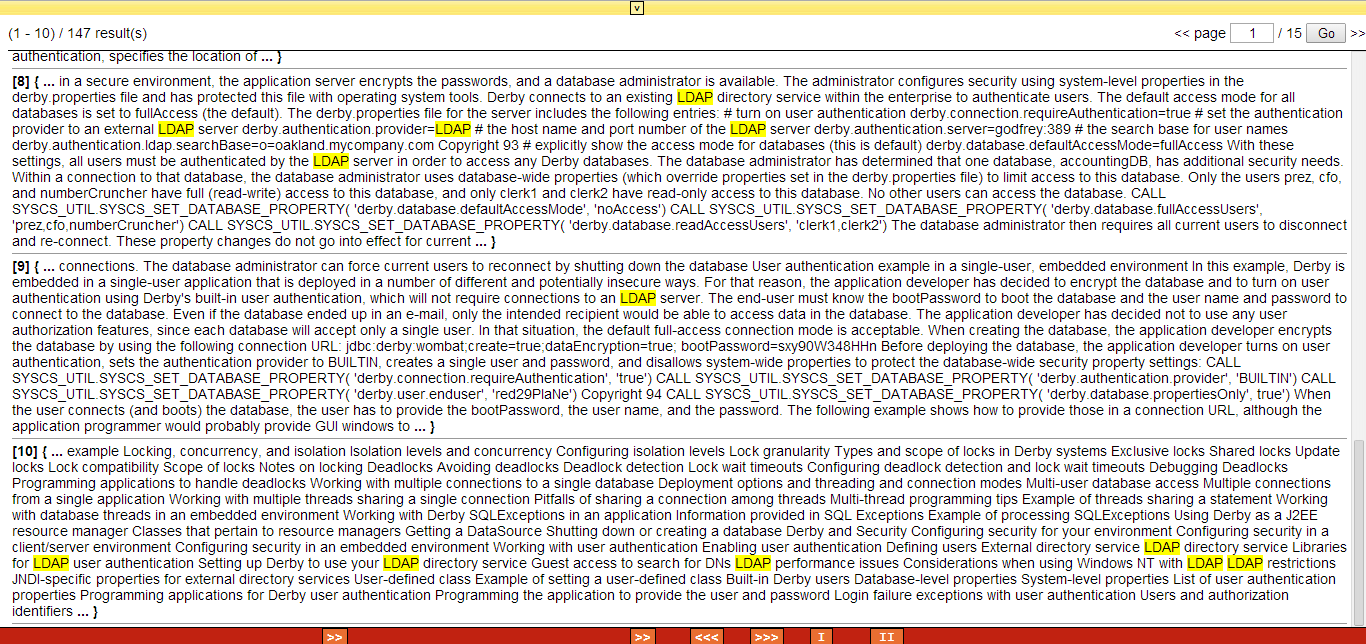 v
(1 - 10) / 147 result(s) << page 1 / 15 Go >>
authentication, specifies the location of ... }
[8] { ... in a secure environment, the application server encrypts the passwords, and a database administrator is available. The administrator configures security using system-level properties in the
derby.properties file and has protected this file with operating system tools. Derby connects to an existing LDAP directory service within the enterprise to authenticate users. The default access mode for all
databases is set to fullAccess (the default). The derby.properties file for the server includes the following entries: # turn on user authentication derby.connection.requireAuthentication=true # set the authentication
provider to an external LDAP server derby.authentication.provider=LDAP # the host name and port number of the LDAP server derby.authentication.server=godfrey:389 # the search base for user names
derby.authentication.ldap.searchBase=o=oakland.mycompany.com Copyright 93 # explicitly show the access mode for databases (this is default) derby.database.defaultAccessMode=fullAccess With these
settings, all users must be authenticated by the LDAP server in order to access any Derby databases. The database administrator has determined that one database, accountingDB, has additional security needs.
Within a connection to that database, the database administrator uses database-wide properties (which override properties set in the derby.properties file) to limit access to this database. Only the users prez, cfo,
and numberCruncher have full (read-write) access to this database, and only clerk1 and clerk2 have read-only access to this database. No other users can access the database. CALL
SYSCS_UTIL.SYSCS_SET_DATABASE_PROPERTY( 'derby.database.defaultAccessMode', 'noAccess') CALL SYSCS_UTIL.SYSCS_SET_DATABASE_PROPERTY( 'derby.database.fullAccessUsers',
'prez,cfo,numberCruncher') CALL SYSCS_UTIL.SYSCS_SET_DATABASE_PROPERTY( 'derby.database.readAccessUsers', 'clerk1,clerk2') The database administrator then requires all current users to disconnect
and re-connect. These property changes do not go into effect for current ... }
[9] { ... connections. The database administrator can force current users to reconnect by shutting down the database User authentication example in a single-user, embedded environment In this example, Derby is
embedded in a single-user application that is deployed in a number of different and potentially insecure ways. For that reason, the application developer has decided to encrypt the database and to turn on user
authentication using Derby's built-in user authentication, which will not require connections to an LDAP server. The end-user must know the bootPassword to boot the database and the user name and password to
connect to the database. Even if the database ended up in an e-mail, only the intended recipient would be able to access data in the database. The application developer has decided not to use any user
authorization features, since each database will accept only a single user. In that situation, the default full-access connection mode is acceptable. When creating the database, the application developer encrypts
the database by using the following connection URL: jdbc:derby:wombat;create=true;dataEncryption=true; bootPassword=sxy90W348HHn Before deploying the database, the application developer turns on user
authentication, sets the authentication provider to BUILTIN, creates a single user and password, and disallows system-wide properties to protect the database-wide security property settings: CALL
SYSCS_UTIL.SYSCS_SET_DATABASE_PROPERTY( 'derby.connection.requireAuthentication', 'true') CALL SYSCS_UTIL.SYSCS_SET_DATABASE_PROPERTY( 'derby.authentication.provider', 'BUILTIN') CALL
SYSCS_UTIL.SYSCS_SET_DATABASE_PROPERTY( 'derby.user.enduser', 'red29PlaNe') Copyright 94 CALL SYSCS_UTIL.SYSCS_SET_DATABASE_PROPERTY( 'derby.database.propertiesOnly', true') When
the user connects (and boots) the database, the user has to provide the bootPassword, the user name, and the password. The following example shows how to provide those in a connection URL, although the
application programmer would probably provide GUI windows to ... }
[10] { ... example Locking, concurrency, and isolation Isolation levels and concurrency Configuring isolation levels Lock granularity Types and scope of locks in Derby systems Exclusive locks Shared locks Update
locks Lock compatibility Scope of locks Notes on locking Deadlocks Avoiding deadlocks Deadlock detection Lock wait timeouts Configuring deadlock detection and lock wait timeouts Debugging Deadlocks
Programming applications to handle deadlocks Working with multiple connections to a single database Deployment options and threading and connection modes Multi-user database access Multiple connections
from a single application Working with multiple threads sharing a single connection Pitfalls of sharing a connection among threads Multi-thread programming tips Example of threads sharing a statement Working
with database threads in an embedded environment Working with Derby SQLExceptions in an application Information provided in SQL Exceptions Example of processing SQLExceptions Using Derby as a J2EE
resource manager Classes that pertain to resource managers Getting a DataSource Shutting down or creating a database Derby and Security Configuring security for your environment Configuring security in a
client/server environment Configuring security in an embedded environment Working with user authentication Enabling user authentication Defining users External directory service LDAP directory service Libraries
for LDAP user authentication Setting up Derby to use your LDAP directory service Guest access to search for DNs LDAP performance issues Considerations when using Windows NT with LDAP LDAP restrictions
JNDI-specific properties for external directory services User-defined class Example of setting a user-defined class Built-in Derby users Database-level properties System-level properties List of user authentication
properties Programming applications for Derby user authentication Programming the application to provide the user and password Login failure exceptions with user authentication Users and authorization
identifiers ... }
>> >> <<< >>> I II